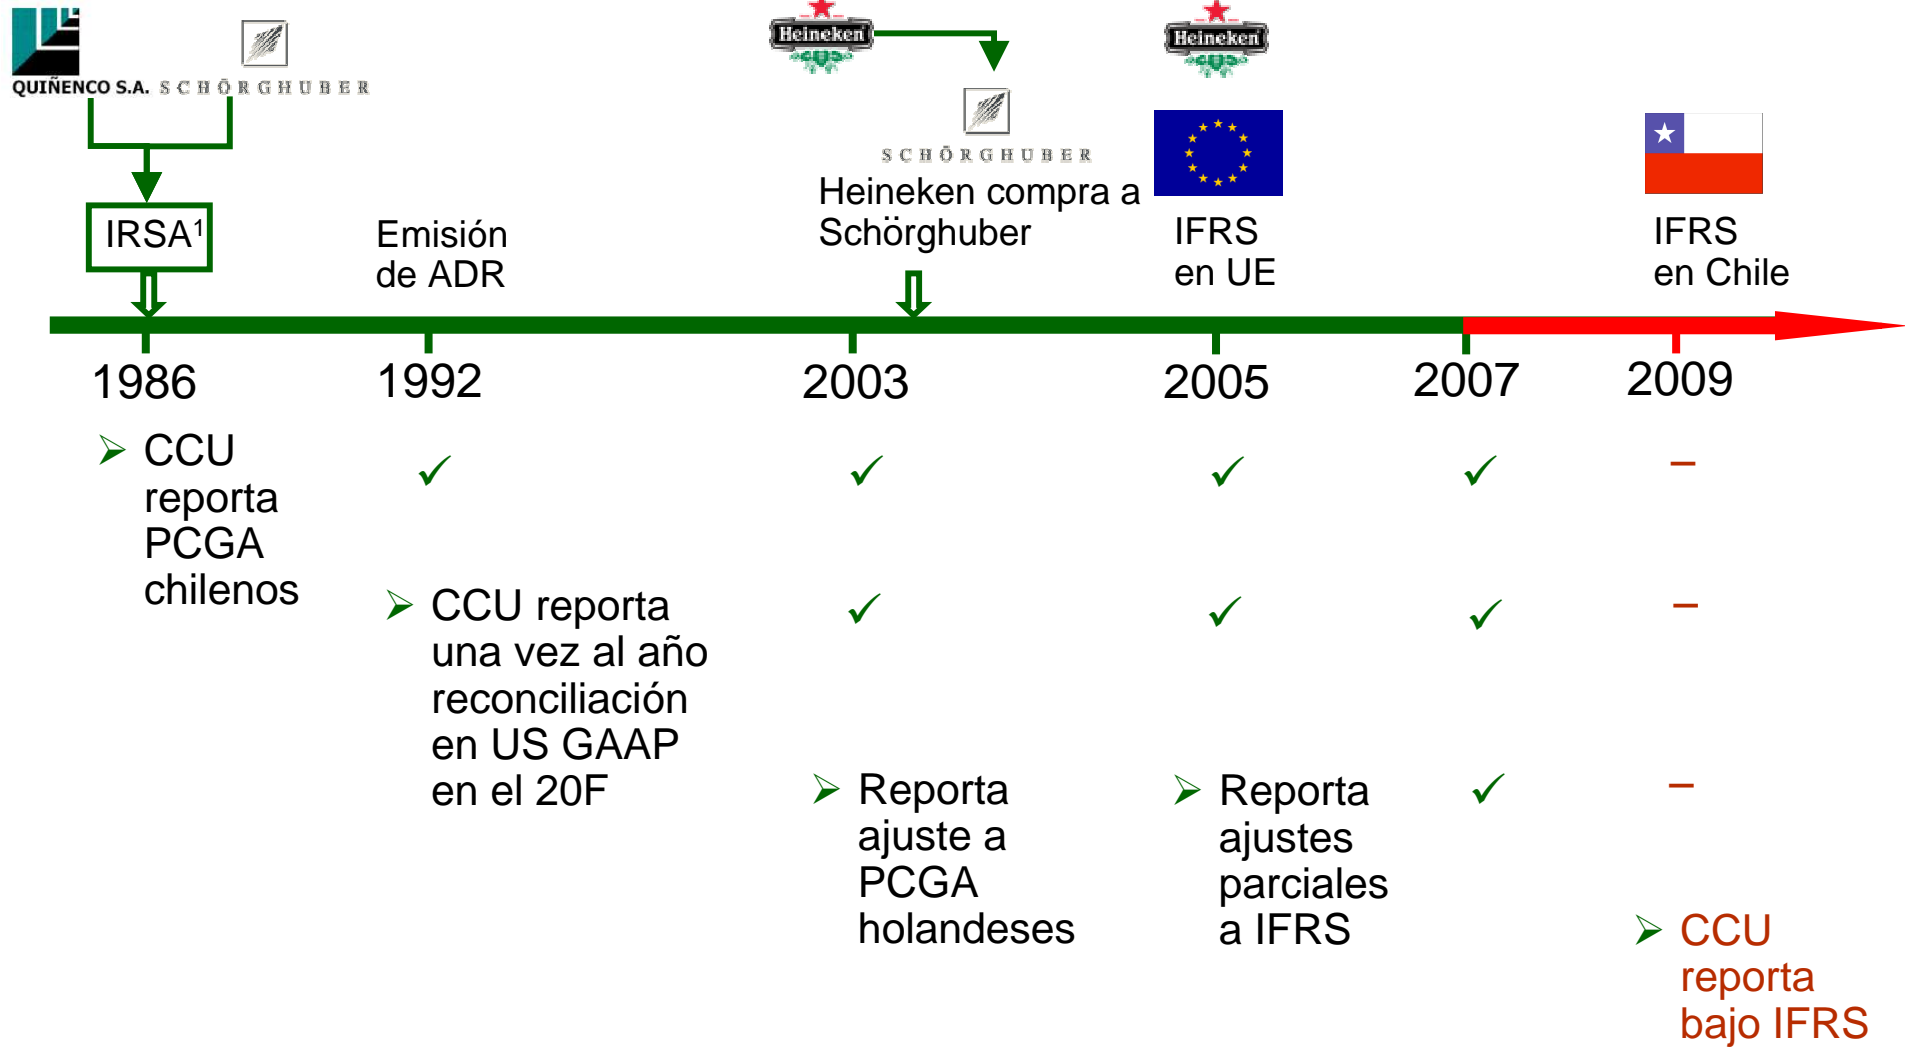 QUIÑENCO S.A.
SCHÖRGHUBER
IRSA¹
Emisión
de ADR
Heineken
SCHÖRGHUBER
Heineken compra a
Schörghuber
Heineken
IFRS
en UE
IFRS
en Chile
1986
1992
2003
2005
2007
2009
➢ CCU
reporta
PCGA
chilenos
✓
✓
✓
✓
–
➢ CCU reporta
una vez al año
reconciliación
en US GAAP
en el 20F
✓
✓
✓
–
➢ Reporta
ajuste a
PCGA
holandeses
➢ Reporta
ajustes
parciales
a IFRS
✓
–
➢ CCU
reporta
bajo IFRS